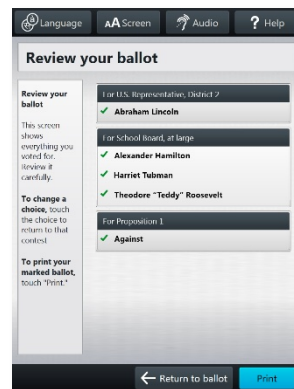 Language
AA Screen
Audio
? Help
Review your ballot
Review your
ballot
This screen
shows
everything you
voted for.
Review it
carefully.
To change a
choice, touch
the choice to
return to that
contest
To print your
marked ballot,
touch "Print."
For U.S. Representative, District 2
Abraham Lincoln
For School Board, at large
Alexander Hamilton
Harriet Tubman
Theodore "Teddy" Roosevelt
For Proposition 1
Against
Return to ballot
Print